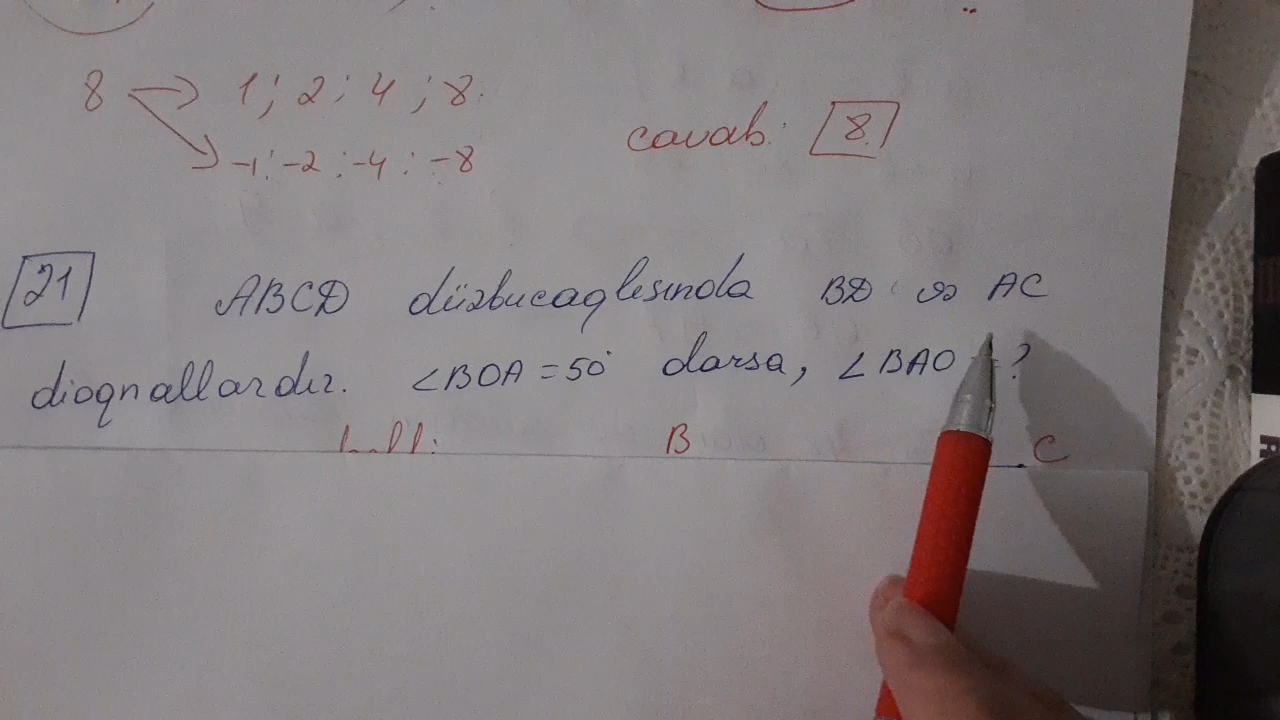 8 → 1; 2; 4; 8.
-1; -2; -4; -8
cavab: 8.
21 ABCD düzbucaqlısında BD və AC
dioqnallardır. ∠BOA = 50° olarsa, ∠BAO = ?
B C